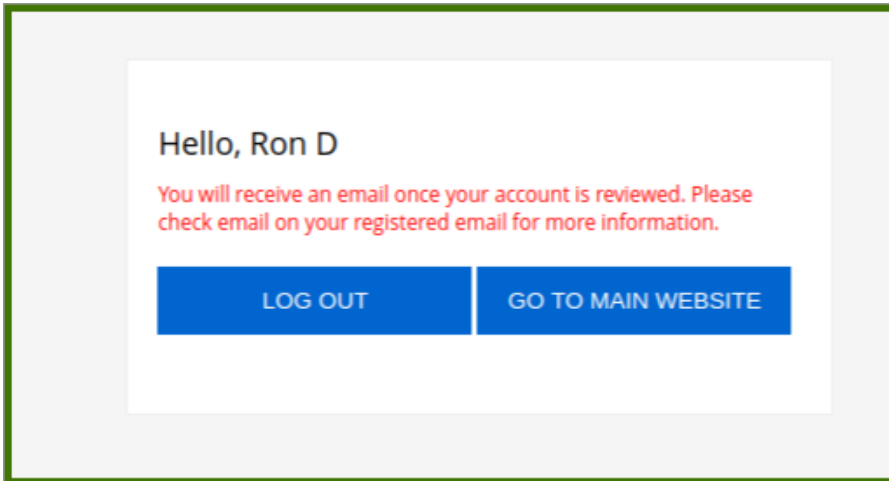 Hello, Ron D
You will receive an email once your account is reviewed. Please
check email on your registered email for more information.
LOG OUT
GO TO MAIN WEBSITE